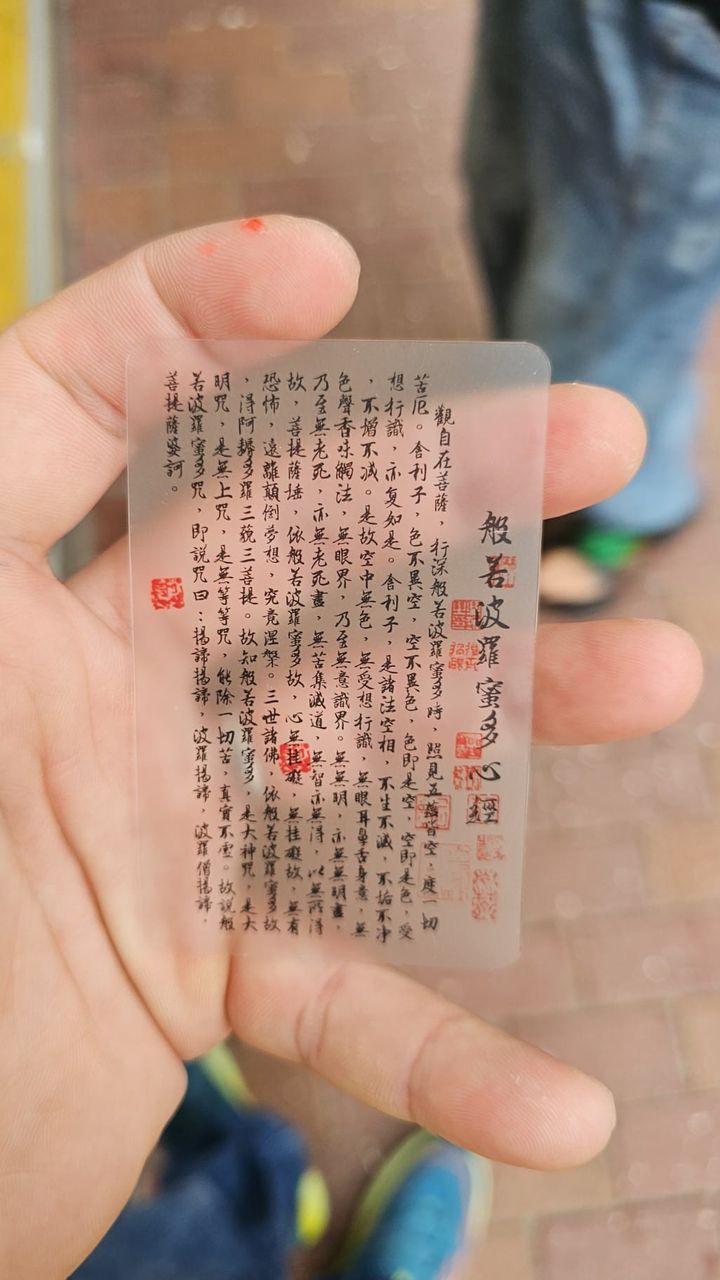 般若波羅蜜多心經
觀自在菩薩，行深般若波羅蜜多時，照見五蘊皆空，度一切
苦厄。舍利子，色不異空，空不異色，色即是空，空即是色，受
想行識，亦复如是。舍利子，是諸法空相，不生不滅，不垢不净
，不增不减。是故空中無色，無受想行識，無眼耳鼻舌身意，無
色聲香味觸法，無眼界，乃至無意識界。無無明，亦無無明盡，
乃至無老死，亦無老死盡，無苦集滅道，無智亦無得，以無所得
故，菩提薩埵，依般若波羅蜜多故，心無挂礙，無挂礙故，無有
恐怖，遠離顛倒夢想，究竟涅槃。三世諸佛，依般若波羅蜜多故
，得阿耨多羅三藐三菩提。故知般若波羅蜜多，是大神咒，是大
明咒，是無上咒，是無等等咒，能除一切苦，真實不虛。故說般
若波羅蜜多咒，即説咒曰：揭諦揭諦，波羅揭諦，波羅僧揭諦，
菩提薩婆訶。